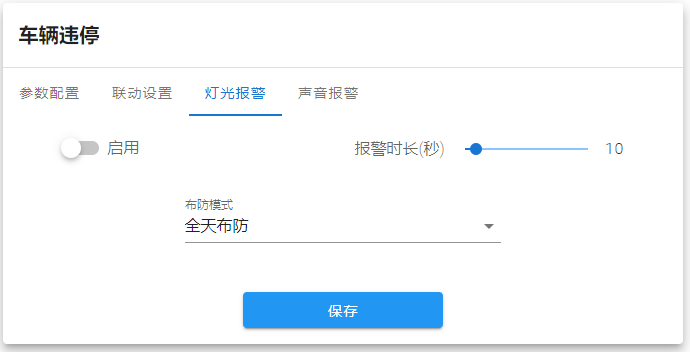 车辆违停
参数配置 联动设置 灯光报警 声音报警
启用 报警时长(秒) 10
布防模式
全天布防
保存